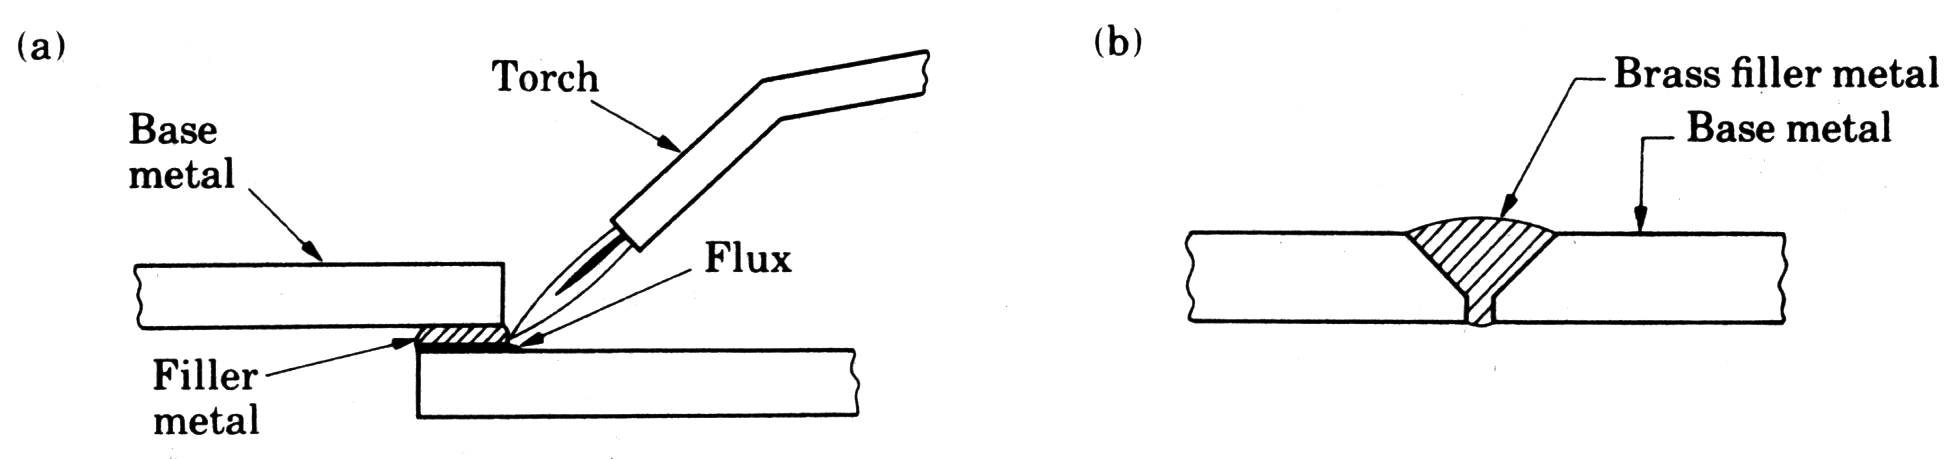 (a)
Torch
Base
metal
Flux
Filler
metal
(b)
Brass filler metal
Base metal